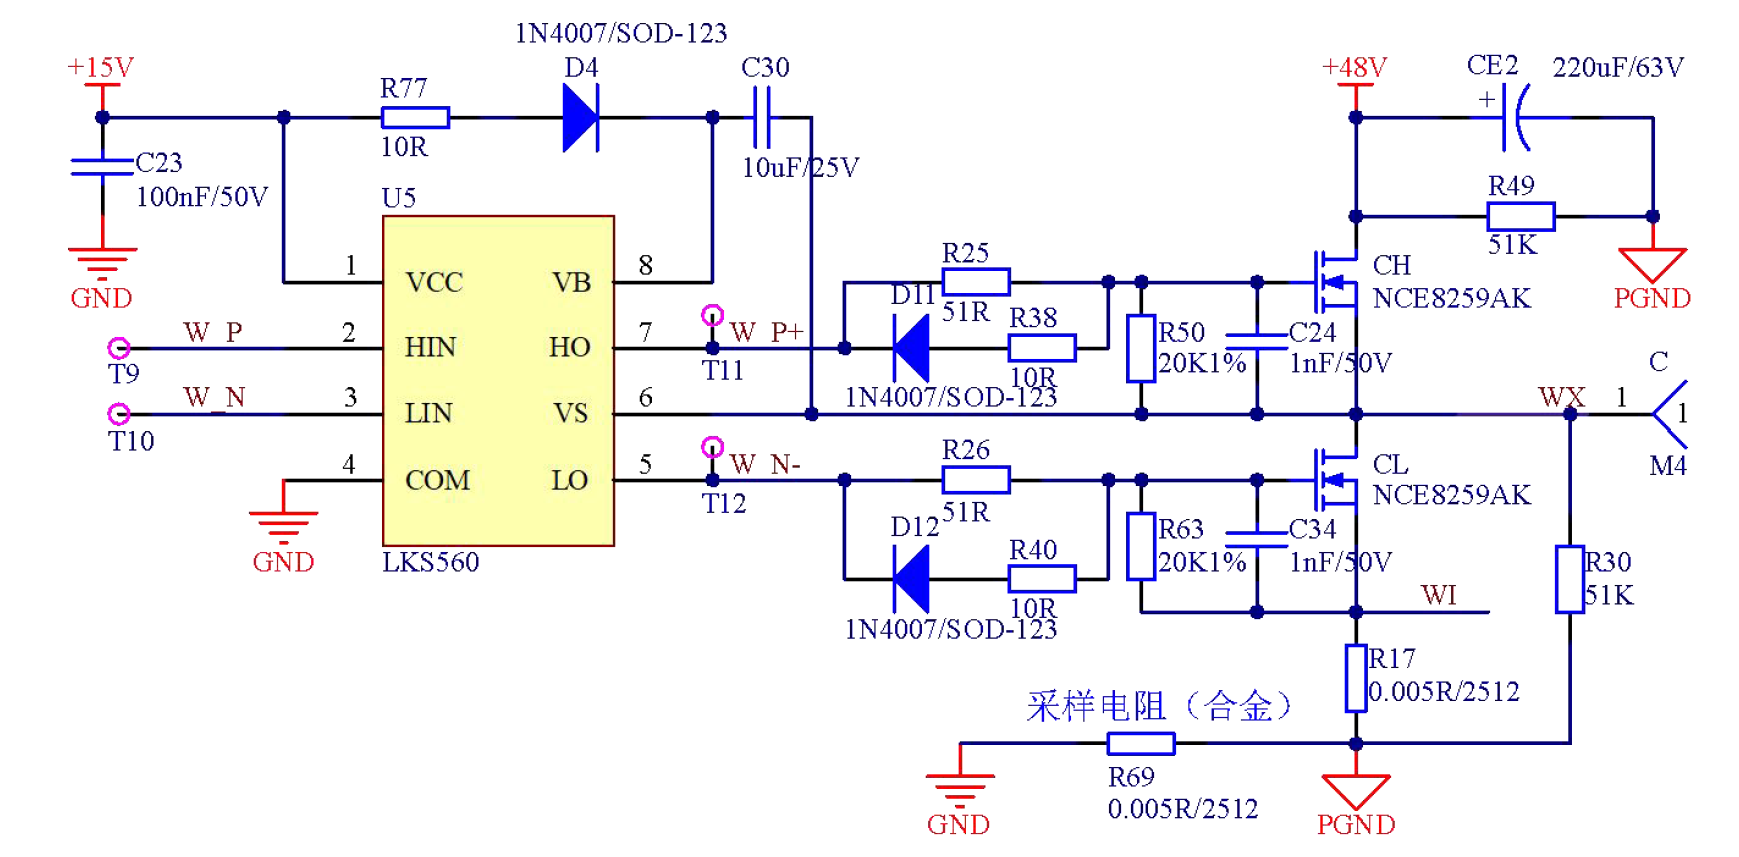 1N4007/SOD-123
+15V
D4
C30
+48V
CE2
220uF/63V
R77
+
10R
C23
10uF/25V
100nF/50V
U5
R49
51K
1
VCC
VB
8
R25
CH
GND
D11
NCE8259AK
PGND
51R
W_P
2
HIN
HO
7
W_P+
R38
R50
C24
T9
T11
20K1%
1nF/50V
C
10R
W_N
3
LIN
VS
6
1N4007/SOD-123
WX
1
1
T10
R26
M4
4
COM
LO
5
W_N-
CL
T12
NCE8259AK
51R
D12
R63
C34
GND
LKS560
R40
20K1%
1nF/50V
R30
10R
WI
51K
1N4007/SOD-123
R17
0.005R/2512
采样电阻（合金）
R69
0.005R/2512
GND
PGND